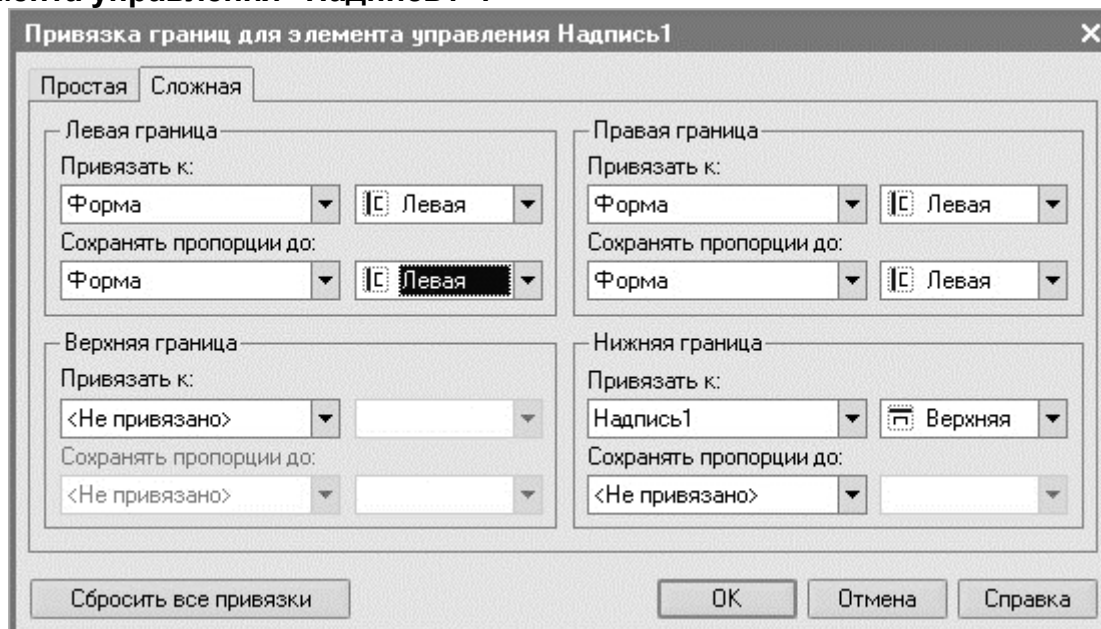 Привязка границ для элемента управления Надпись1
Простая Сложная
Левая граница
Привязать к:
Форма Левая
Сохранять пропорции до:
Форма Левая
Правая граница
Привязать к:
Форма Левая
Сохранять пропорции до:
Форма Левая
Верхняя граница
Привязать к:
<Не привязано>
Сохранять пропорции до:
<Не привязано>
Нижняя граница
Привязать к:
Надпись1 Верхняя
Сохранять пропорции до:
<Не привязано>
Сбросить все привязки OK Отмена Справка